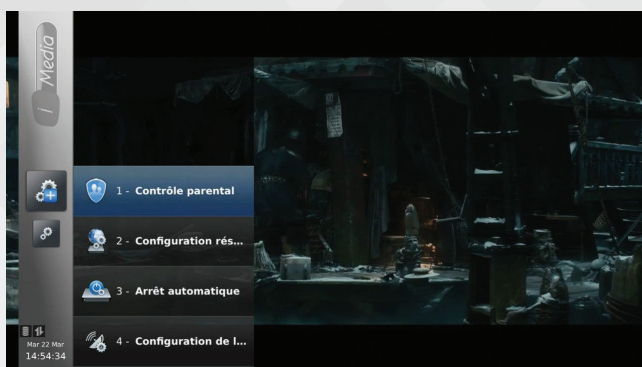 i Media
1 - Contrôle parental
2 - Configuration rés...
3 - Arrêt automatique
4 - Configuration de l...
Mar 22 Mar
14:54:34